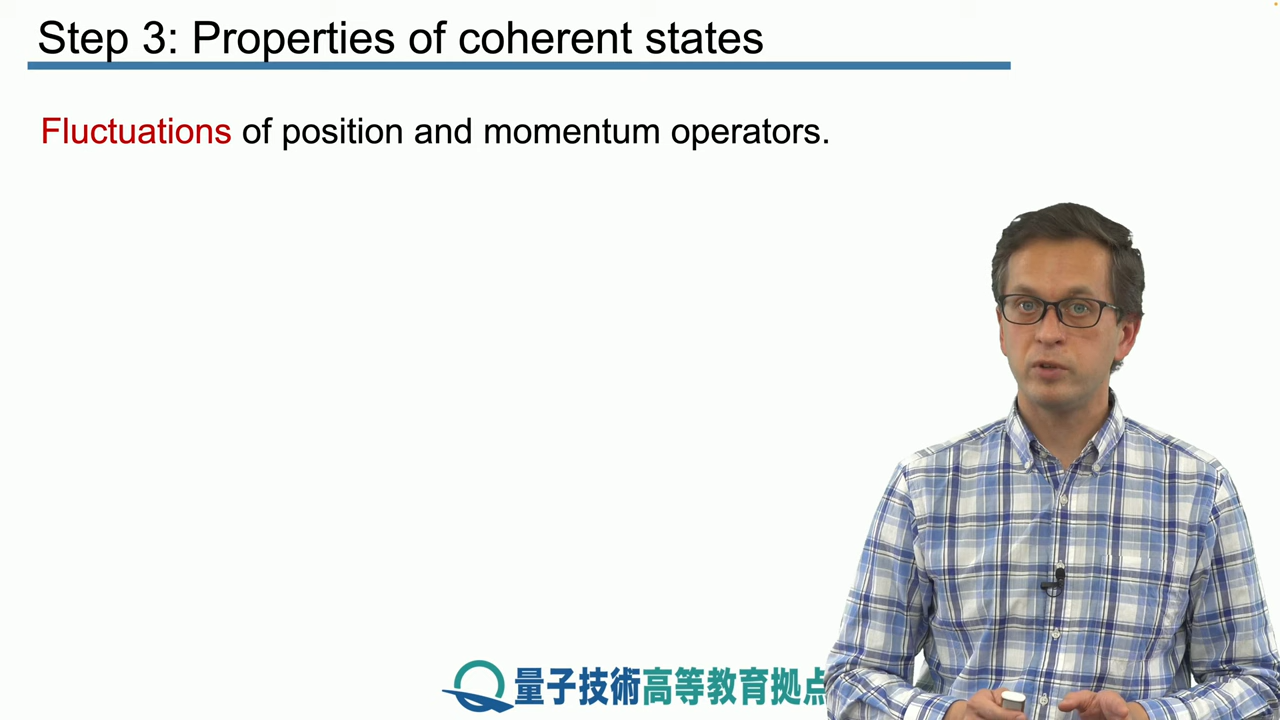 Step 3: Properties of coherent states
Fluctuations of position and momentum operators.
量子技術高等教育拠点